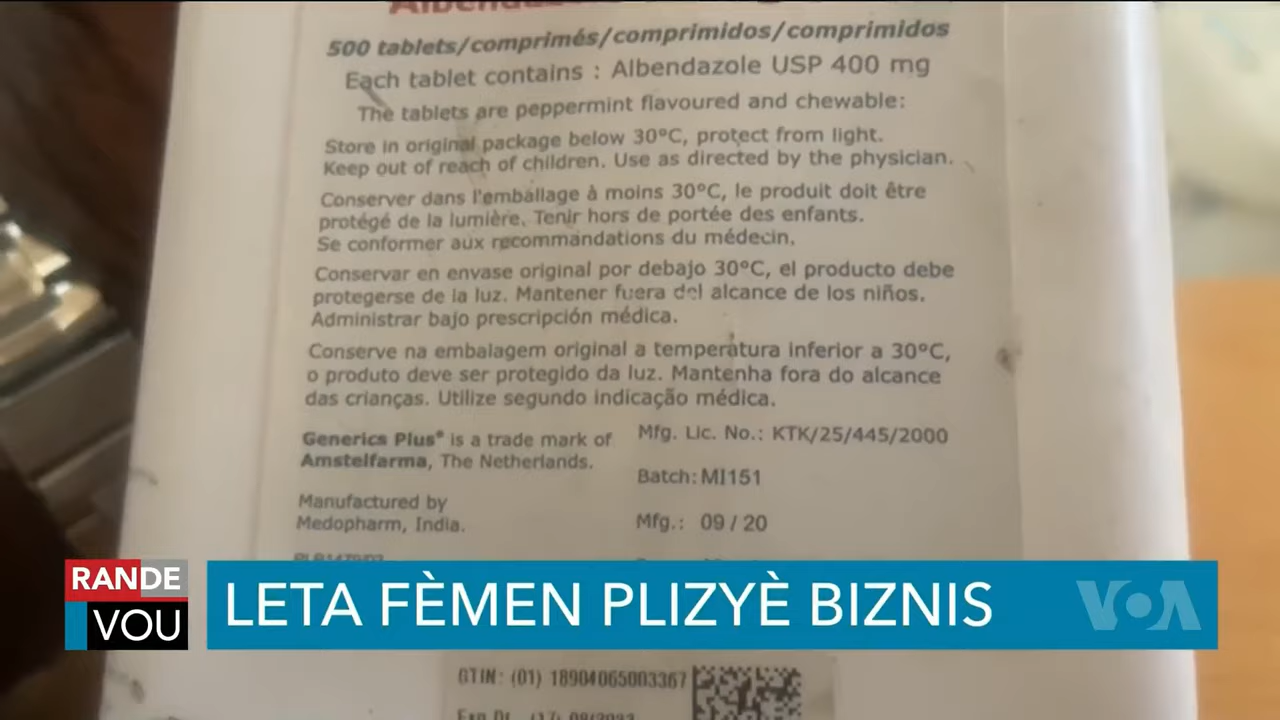 Albendazole
500 tablets/comprimés/comprimidos/comprimidos
Each tablet contains : Albendazole USP 400 mg
The tablets are peppermint flavoured and chewable:
Store in original package below 30°C, protect from light.
Keep out of reach of children. Use as directed by the physician.
Conserver dans l'emballage à moins 30°C, le produit doit être
protégé de la lumière. Tenir hors de portée des enfants.
Se conformer aux recommandations du médecin.
Conservar en envase original por debajo 30°C, el producto debe
protegerse de la luz. Mantener fuera del alcance de los niños.
Administrar bajo prescripción médica.
Conserve na embalagem original a temperatura inferior a 30°C,
o produto deve ser protegido da luz. Mantenha fora do alcance
das crianças. Utilize segundo indicação médica.
Generics Plus® is a trade mark of
Amstelfarma, The Netherlands.
Manufactured by
Medopharm, India.
Mfg. Lic. No.: KTK/25/445/2000
Batch: MI151
Mfg.: 09 / 20
RANDE
VOU
LETA FÈMEN PLIZYÈ BIZNIS
VOA
GTIN: (01) 18904065003367